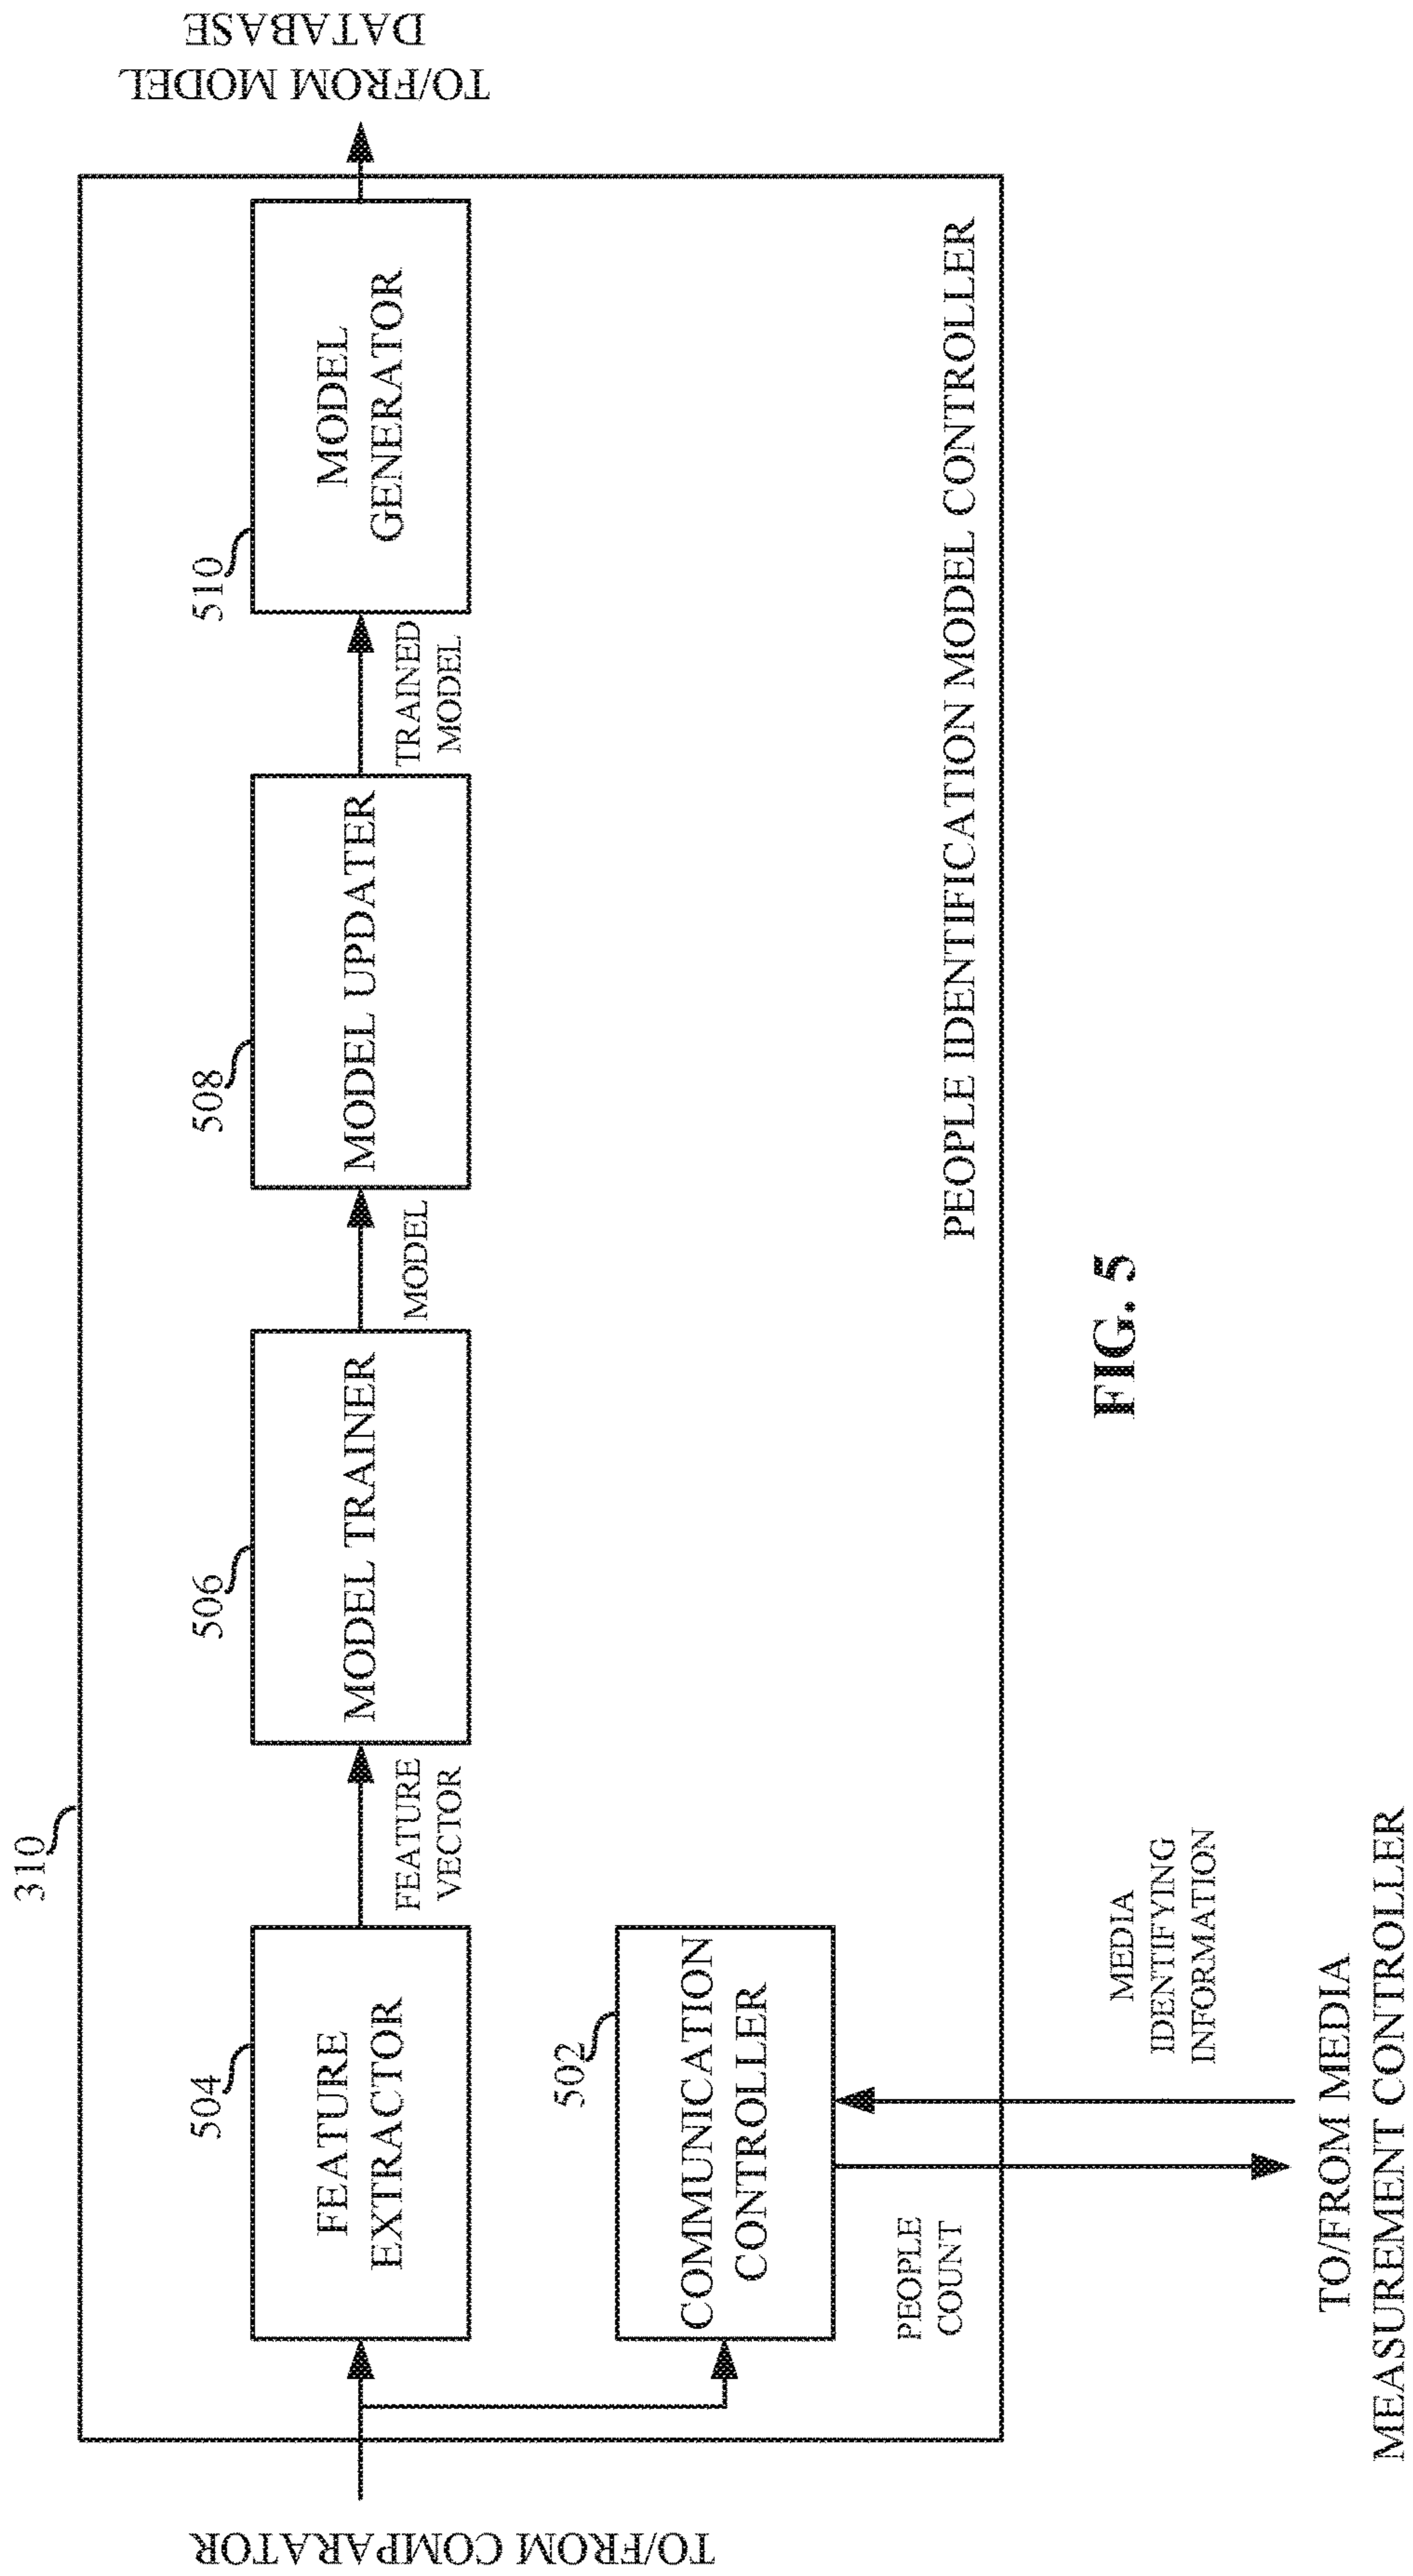 310
TO/FROM COMPARATOR
504
FEATURE
EXTRACTOR
FEATURE
VECTOR
506
MODEL TRAINER
MODEL
508
MODEL UPDATER
TRAINED
MODEL
510
MODEL
GENERATOR
TO/FROM MODEL
DATABASE
502
COMMUNICATION
CONTROLLER
PEOPLE
COUNT
MEDIA
IDENTIFYING
INFORMATION
PEOPLE IDENTIFICATION MODEL CONTROLLER
TO/FROM MEDIA
MEASUREMENT CONTROLLER
FIG. 5